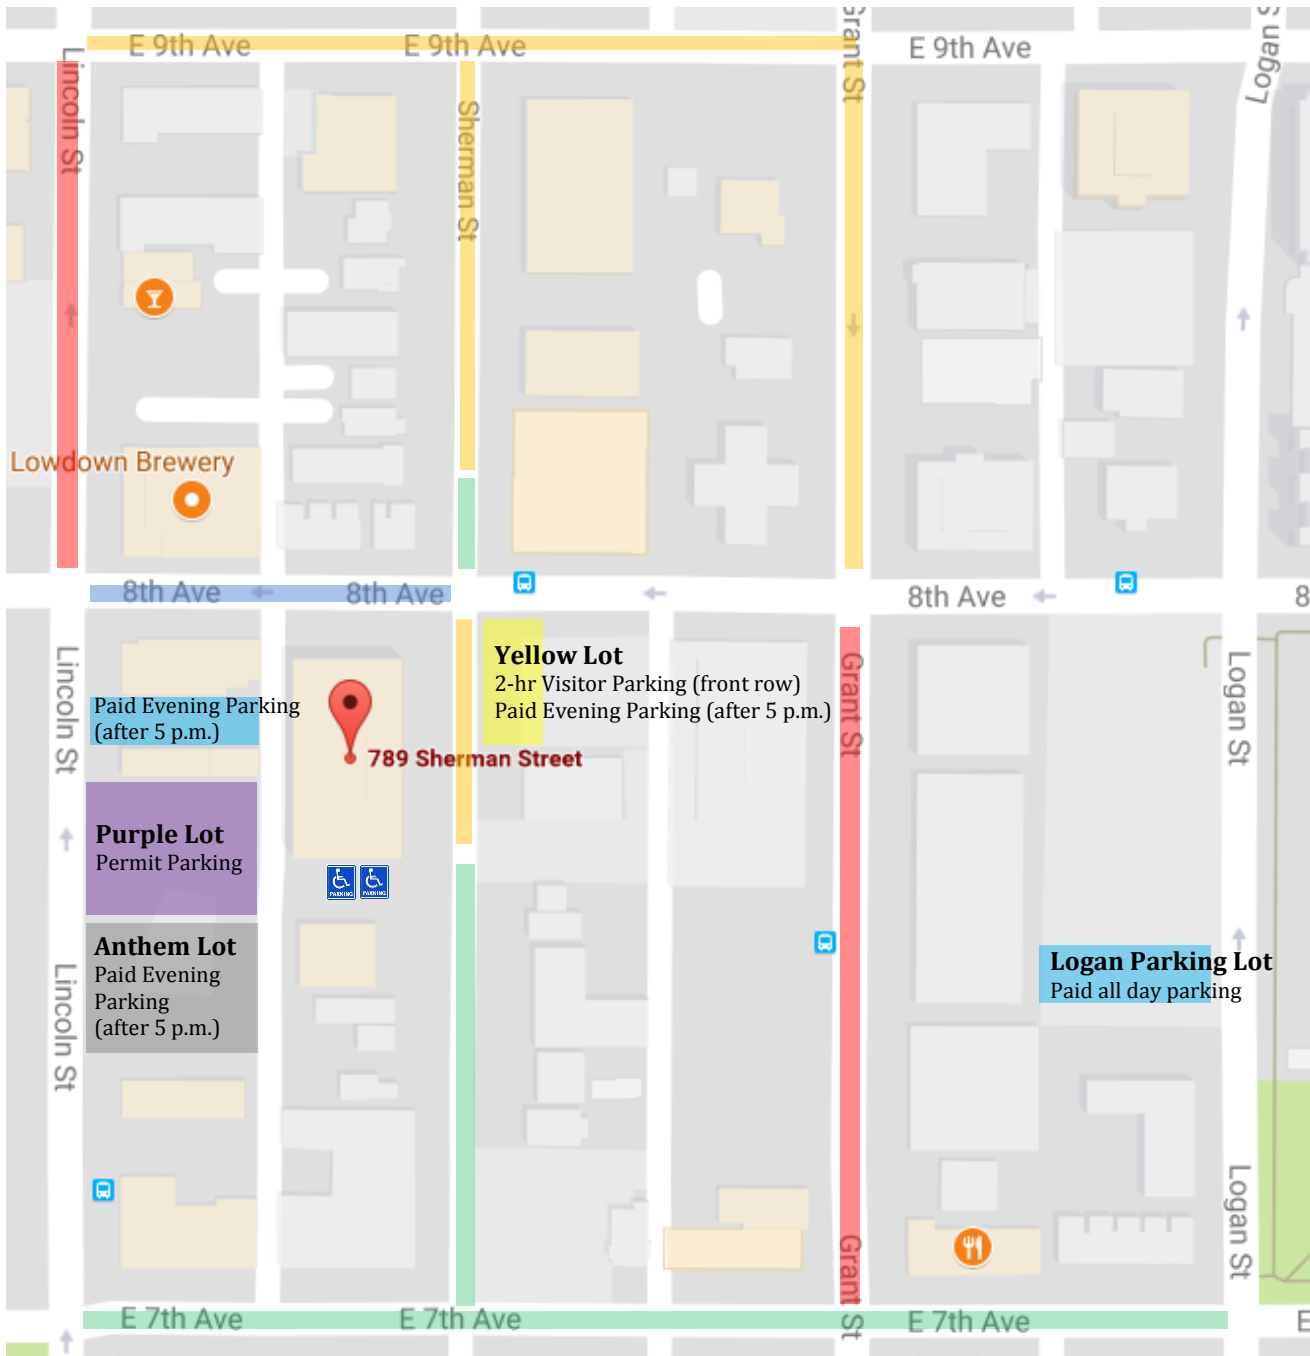 E 9th Ave
E 9th Ave
Grant St
E 9th Ave
Logan S
Lincoln St
Sherman St
Lowdown Brewery
8th Ave
8th Ave
8th Ave
8
Lincoln St
Paid Evening Parking
(after 5 p.m.)
Yellow Lot
2-hr Visitor Parking (front row)
Paid Evening Parking (after 5 p.m.)
Grant St
Logan St
789 Sherman Street
Purple Lot
Permit Parking
PARKING
PARKING
Anthem Lot
Paid Evening
Parking
(after 5 p.m.)
Lincoln St
Logan Parking Lot
Paid all day parking
Grant St
Logan St
E 7th Ave
E 7th Ave
E 7th Ave
E